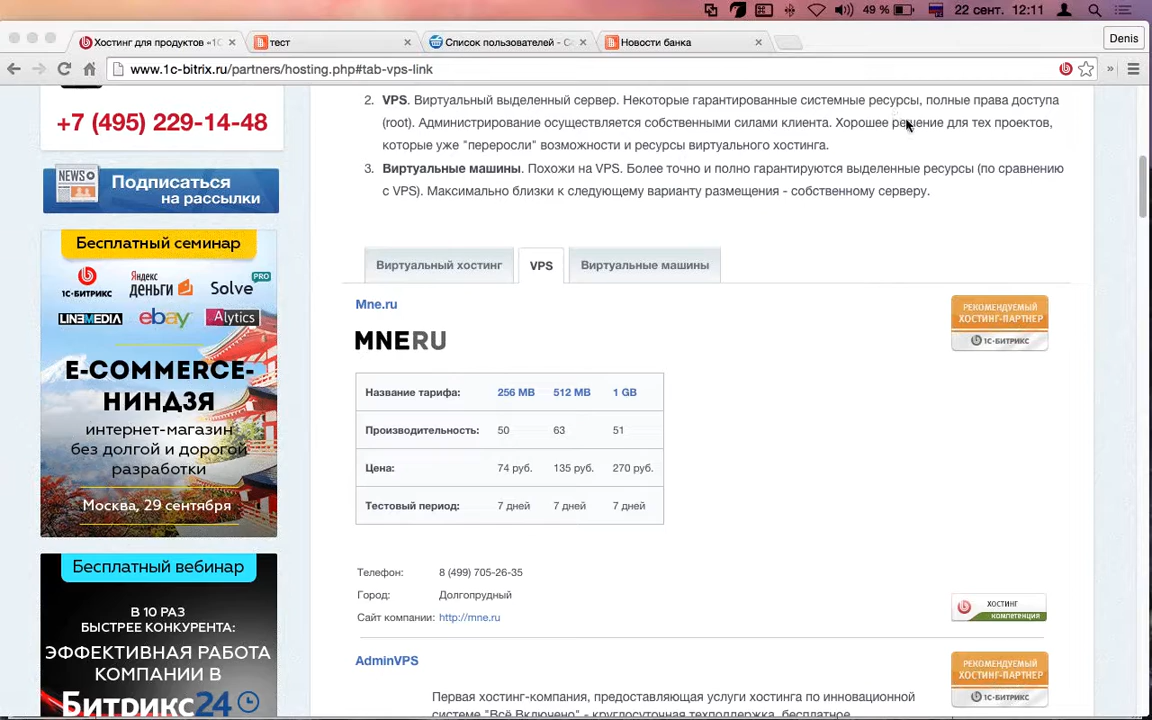 49 %
22 сент. 12:11
Хостинг для продуктов «1С
тест
Список пользователей - С
Новости банка
Denis
www.1c-bitrix.ru/partners/hosting.php#tab-vps-link
+7 (495) 229-14-48
NEWS
Подписаться
на рассылки
Бесплатный семинар
1С-БИТРИКС
Яндекс
деньги
Solve
PRO
LINEMEDIA
ebay
Alytics
E-COMMERCE-
НИНДЗЯ
интернет-магазин
без долгой и дорогой
разработки
Москва, 29 сентября
Бесплатный вебинар
В 10 РАЗ
БЫСТРЕЕ КОНКУРЕНТА:
ЭФФЕКТИВНАЯ РАБОТА
КОМПАНИИ В
Битрикс24
2. VPS. Виртуальный выделенный сервер. Некоторые гарантированные системные ресурсы, полные права доступа
(root). Администрирование осуществляется собственными силами клиента. Хорошее решение для тех проектов,
которые уже "переросли" возможности и ресурсы виртуального хостинга.
3. Виртуальные машины. Похожи на VPS. Более точно и полно гарантируются выделенные ресурсы (по сравнению
с VPS). Максимально близки к следующему варианту размещения - собственному серверу.
Виртуальный хостинг
VPS
Виртуальные машины
Mne.ru
MNERU
РЕКОМЕНДУЕМЫЙ
ХОСТИНГ-ПАРТНЕР
1С-БИТРИКС
Название тарифа: 256 MB 512 MB 1 GB
Производительность: 50 63 51
Цена: 74 руб. 135 руб. 270 руб.
Тестовый период: 7 дней 7 дней 7 дней
Телефон: 8 (499) 705-26-35
Город: Долгопрудный
Сайт компании: http://mne.ru
ХОСТИНГ
КОМПЕТЕНЦИЯ
AdminVPS
РЕКОМЕНДУЕМЫЙ
ХОСТИНГ-ПАРТНЕР
1С-БИТРИКС
Первая хостинг-компания, предоставляющая услуги хостинга по инновационной
системе "Всё Включено" - круглосуточная техподдержка, бесплатное